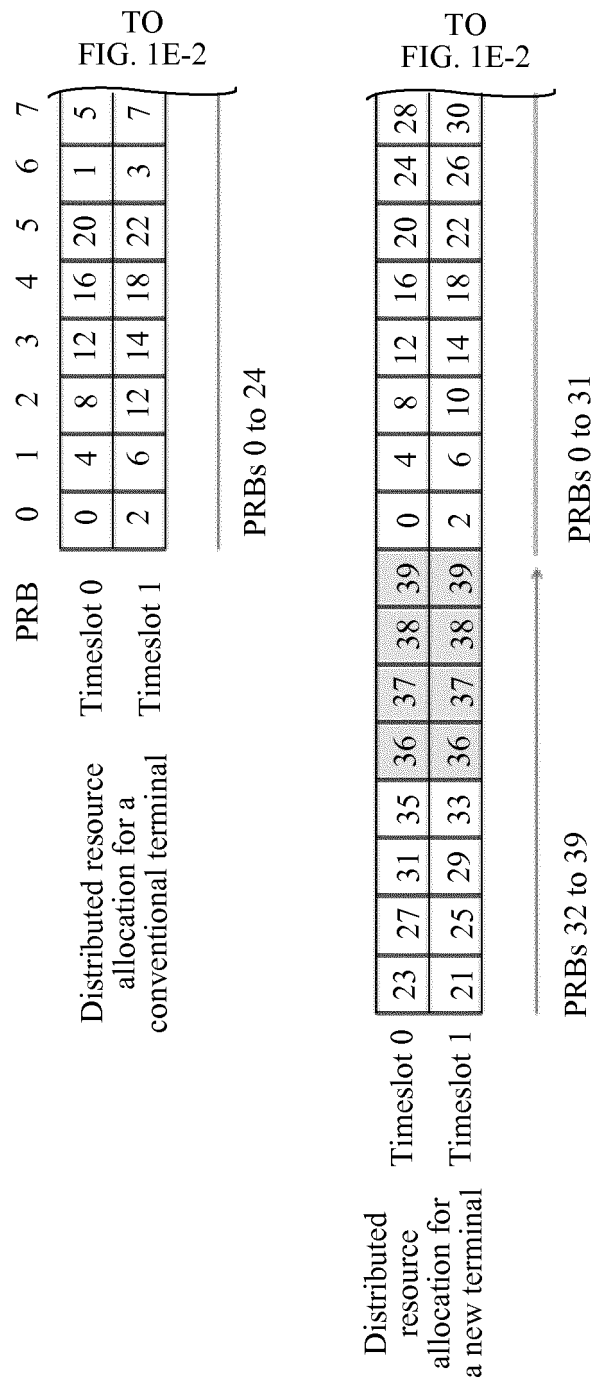 PRB 0 1 2 3 4 5 6 7
Distributed resource
allocation for a
conventional terminal
Timeslot 0 0 4 8 12 16 20 1 5
Timeslot 1 2 6 12 14 18 22 3 7
TO
FIG. 1E-2
PRBs 0 to 24
Distributed
resource
allocation for
a new terminal
Timeslot 0 23 27 31 35 36 37 38 39 0 4 8 12 16 20 24 28
Timeslot 1 21 25 29 33 36 37 38 39 2 6 10 14 18 22 26 30
TO
FIG. 1E-2
PRBs 32 to 39
PRBs 0 to 31